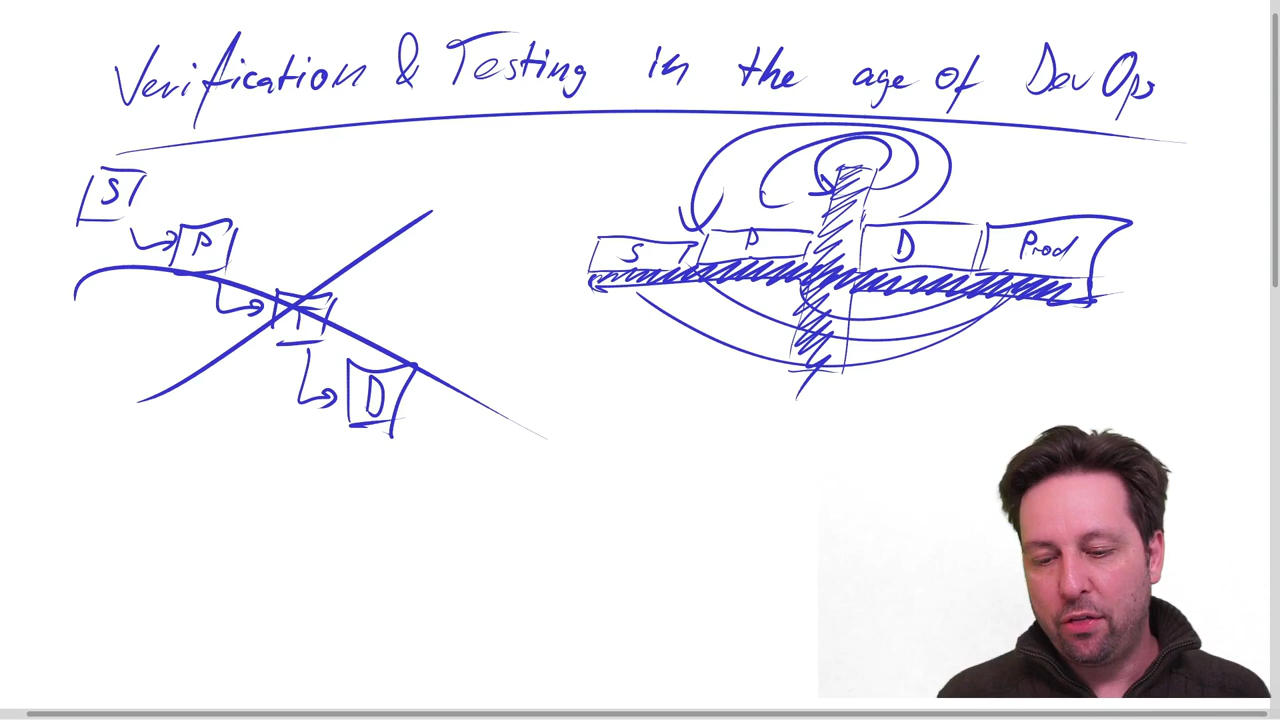 Verification & Testing in the age of DevOps
S
P
T
D
S P D Prod